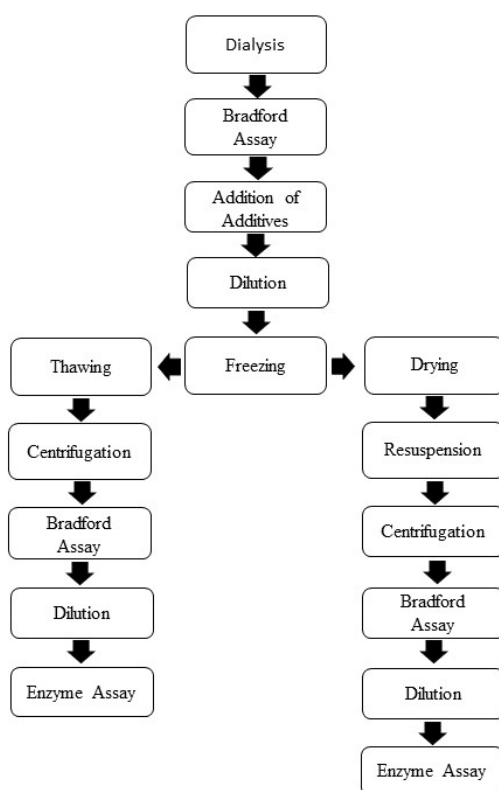 Dialysis
Bradford
Assay
Addition of
Additives
Dilution
Freezing
Thawing
Centrifugation
Bradford
Assay
Dilution
Enzyme Assay
Drying
Resuspension
Centrifugation
Bradford
Assay
Dilution
Enzyme Assay